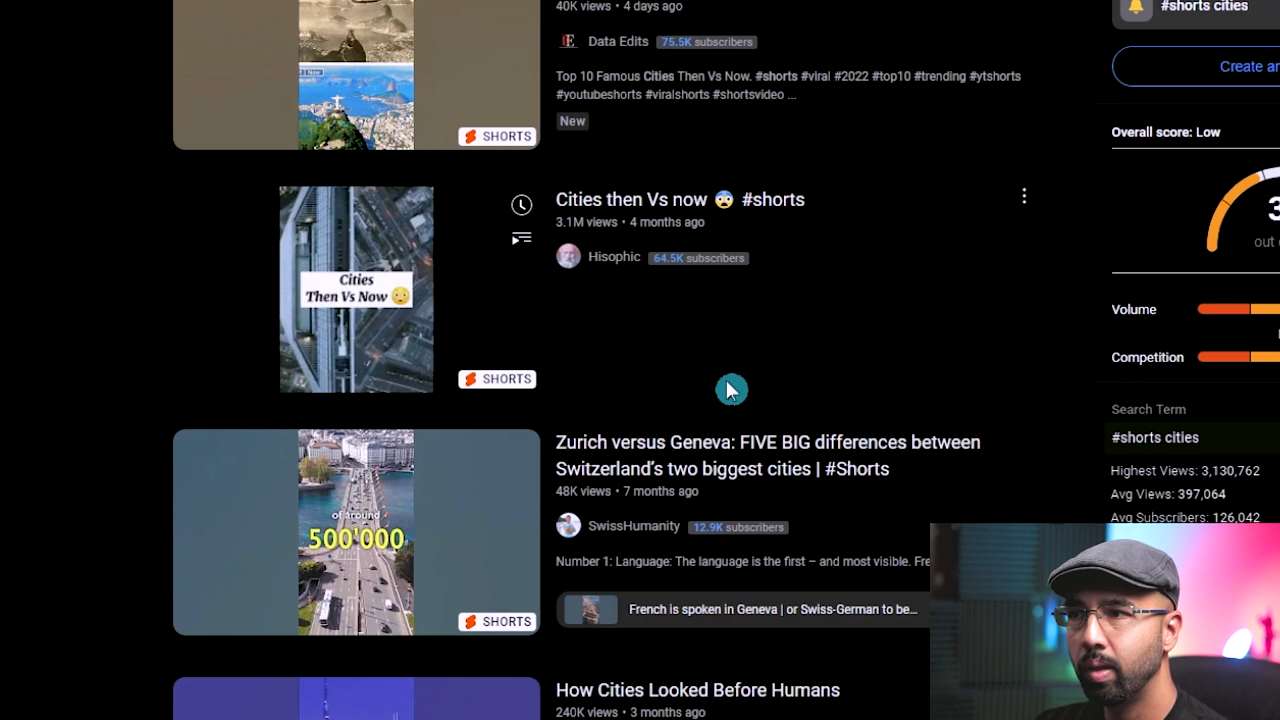 40K views • 4 days ago
#shorts cities
Data Edits 75.5K subscribers
Create an
Top 10 Famous Cities Then Vs Now. #shorts #viral #2022 #top10 #trending #ytshorts
#youtubeshorts #viralshorts #shortsvideo ...
New
SHORTS
Overall score: Low
Cities then Vs now 😨 #shorts
3.1M views • 4 months ago
Hisophic 64.5K subscribers
Cities
Then Vs Now 😳
SHORTS
3
out
Volume
Competition
Search Term
#shorts cities
Highest Views: 3,130,762
Avg Views: 397,064
Avg Subscribers: 126,042
Zurich versus Geneva: FIVE BIG differences between
Switzerland's two biggest cities | #Shorts
48K views • 7 months ago
SwissHumanity 12.9K subscribers
of around
500'000
Number 1: Language: The language is the first – and most visible. Fre
French is spoken in Geneva | or Swiss-German to be...
SHORTS
How Cities Looked Before Humans
240K views • 3 months ago